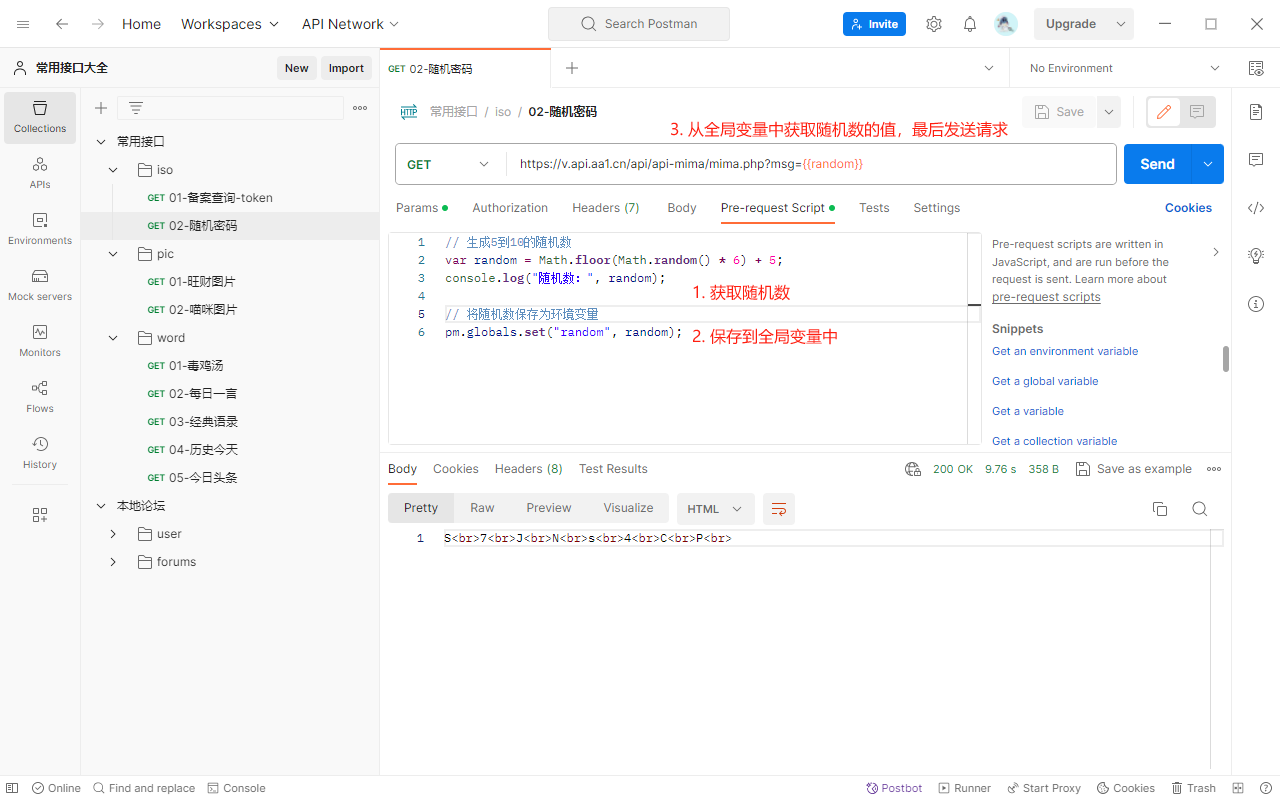 Home
Workspaces
API Network
Search Postman
Invite
Upgrade
常用接口大全
New
Import
GET 02-随机密码
No Environment
Collections
APIs
Environments
Mock servers
Monitors
Flows
History
常用接口
iso
GET 01-备案查询-token
GET 02-随机密码
pic
GET 01-旺财图片
GET 02-喵咪图片
word
GET 01-毒鸡汤
GET 02-每日一言
GET 03-经典语录
GET 04-历史今天
GET 05-今日头条
本地论坛
user
forums
HTTP 常用接口 / iso / 02-随机密码
Save
3. 从全局变量中获取随机数的值，最后发送请求
GET
https://v.api.aa1.cn/api/api-mima/mima.php?msg={{random}}
Send
Params
Authorization
Headers (7)
Body
Pre-request Script
Tests
Settings
Cookies
1 // 生成5到10的随机数
2 var random = Math.floor(Math.random() * 6) + 5;
3 console.log("随机数: ", random);
4
5 // 将随机数保存为环境变量
6 pm.globals.set("random", random);
1. 获取随机数
2. 保存到全局变量中
Pre-request scripts are written in
JavaScript, and are run before the
request is sent. Learn more about
pre-request scripts
Snippets
Get an environment variable
Get a global variable
Get a variable
Get a collection variable
Body
Cookies
Headers (8)
Test Results
200 OK
9.76 s
358 B
Save as example
Pretty
Raw
Preview
Visualize
HTML
1 S<br>7<br>J<br>N<br>s<br>4<br>C<br>P<br>
Online
Find and replace
Console
Postbot
Runner
Start Proxy
Cookies
Trash